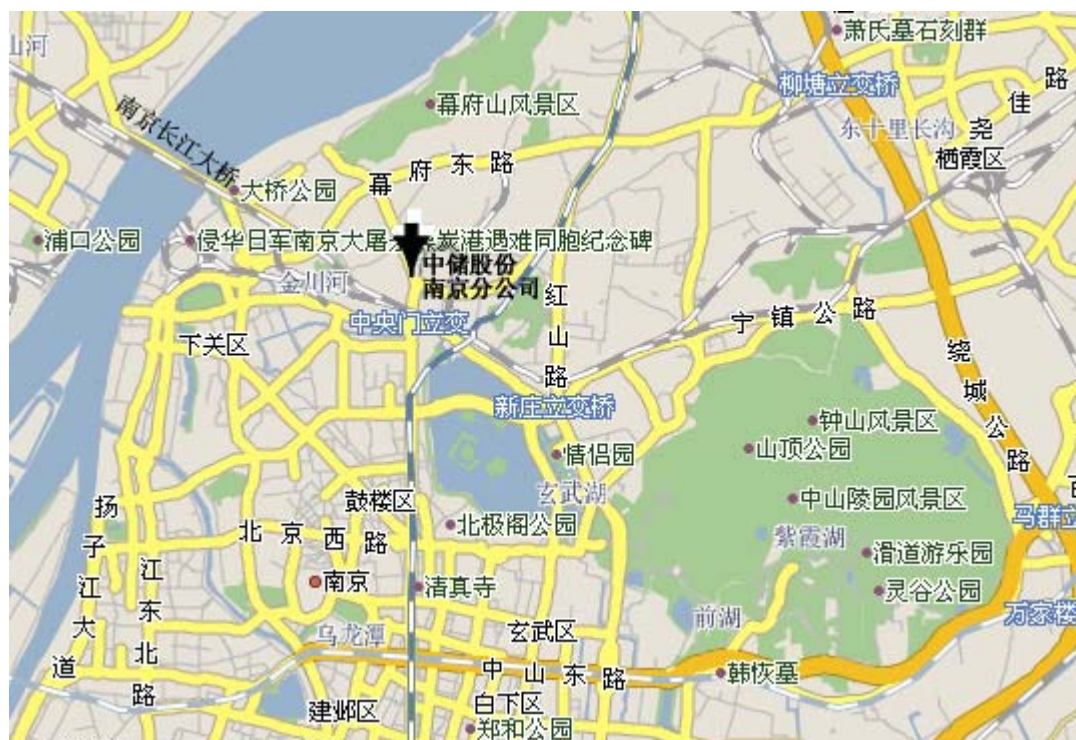 萧氏墓石刻群
山河
柳塘立交桥
尧佳路
幕府山风景区
南京长江大桥
东十里长沟
栖霞区
幕府东路
大桥公园
浦口公园
侵华日军南京大屠
炭港遇难同胞纪念碑
中储股份
南京分公司
金川河
中央门立交
红山路
宁镇公路
下关区
绕城公路
新庄立交桥
钟山风景区
山顶公园
情侣园
玄武湖
中山陵园风景区
鼓楼区
扬子江大道
北京西路
北极阁公园
马群立
紫霞湖
滑道游乐园
江东北路
南京
清真寺
灵谷公园
前湖
万家楼
乌龙潭
玄武区
中山东路
韩恢墓
建邺区
白下区
郑和公园